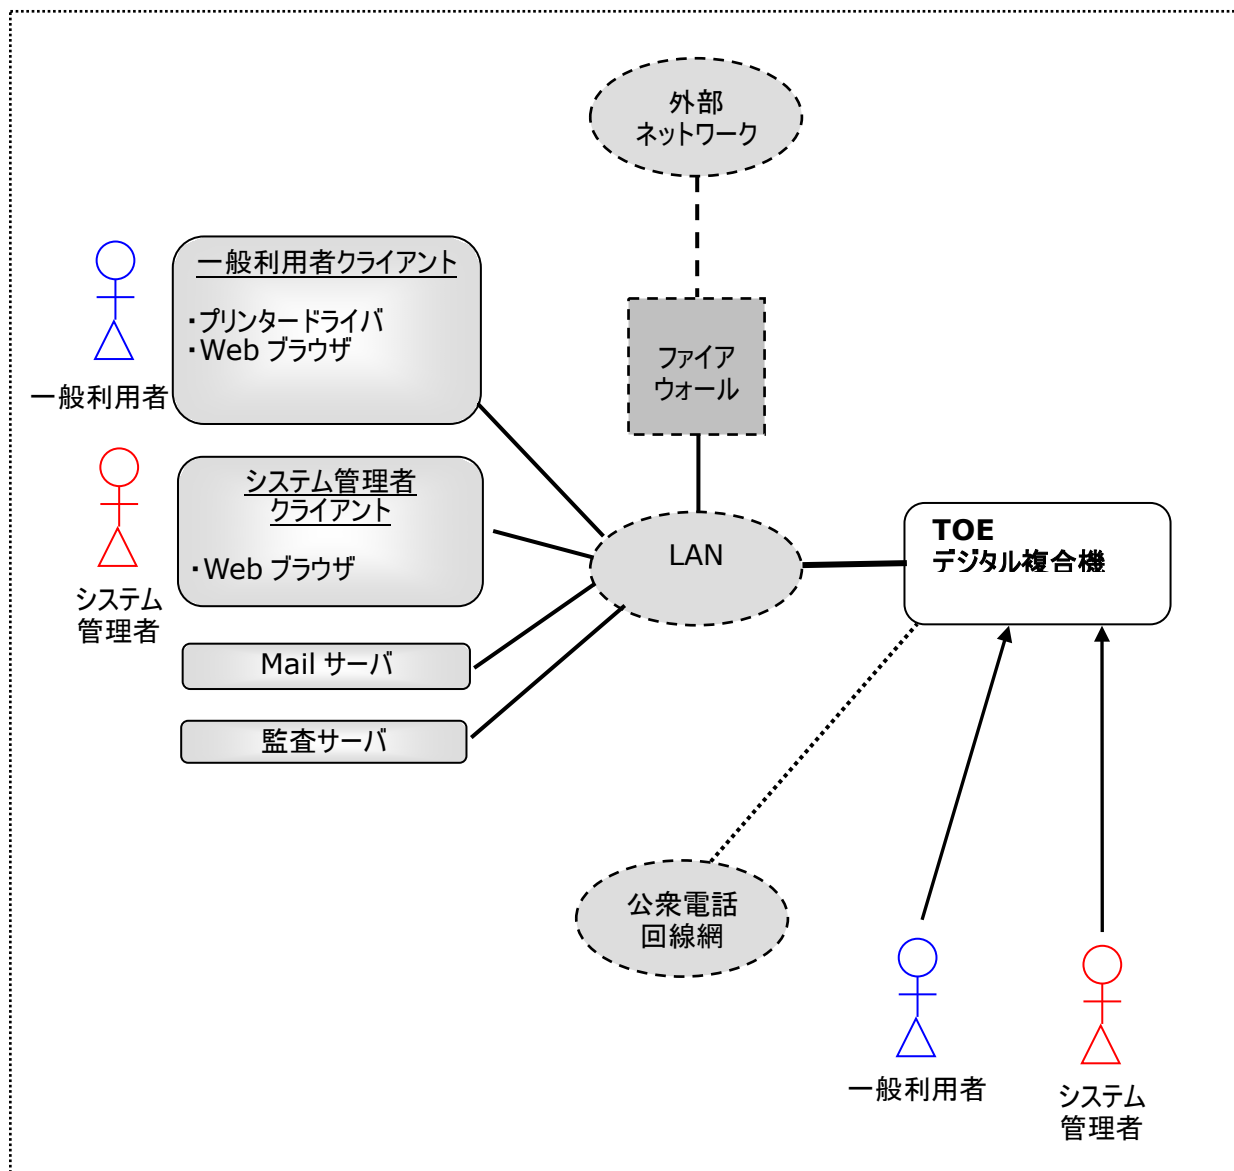 外部
ネットワーク
一般利用者クライアント
・プリンタードライバ
・Web ブラウザ
一般利用者
ファイア
ウォール
システム管理者
クライアント
・Web ブラウザ
システム
管理者
LAN
TOE
デジタル複合機
Mail サーバ
監査サーバ
公衆電話
回線網
一般利用者
システム
管理者